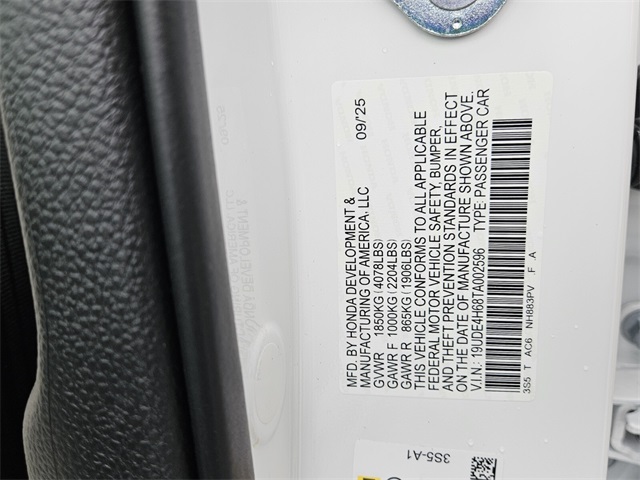 MFD. BY HONDA DEVELOPMENT & 09/'25
MANUFACTURING OF AMERICA, LLC
GVWR 1850KG(4078LBS)
GAWR F 1000KG(2204LBS)
GAWR R 865KG(1906LBS)
THIS VEHICLE CONFORMS TO ALL APPLICABLE
FEDERAL MOTOR VEHICLE SAFETY, BUMPER,
AND THEFT PREVENTION STANDARDS IN EFFECT
ON THE DATE OF MANUFACTURE SHOWN ABOVE.
V.I.N.: 19UDE4H68TA002596 TYPE: PASSENGER CAR
3S5 T AC6 NH883PV F A
3S5-A1